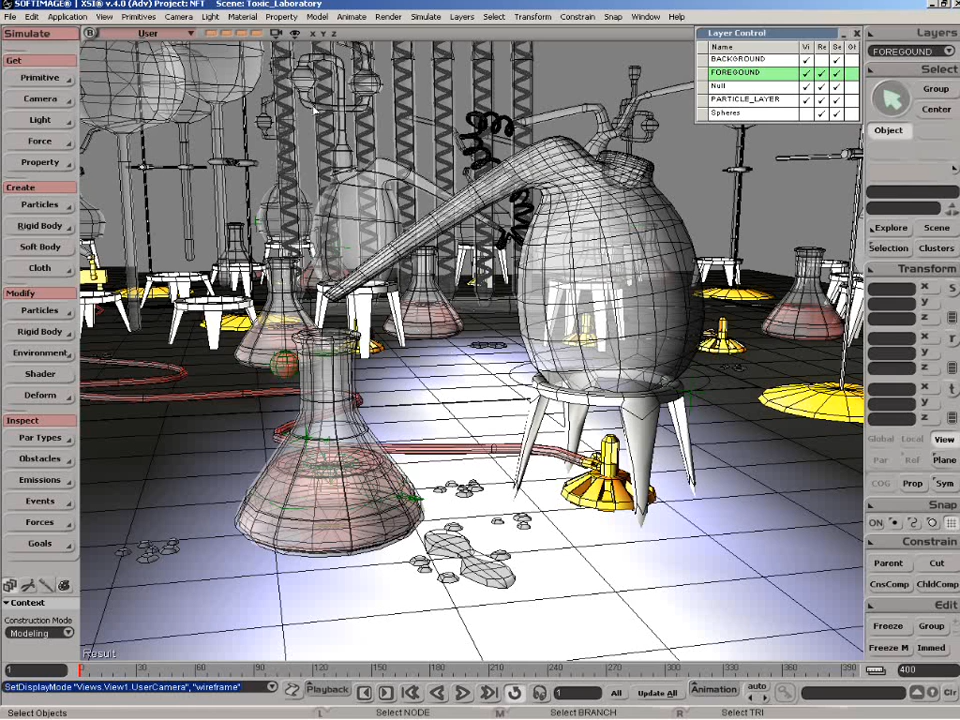 SOFTIMAGE® | XSI® v.4.0 (Adv) Project: NFT    Scene: Toxic_Laboratory
File Edit Application View Primitives Camera Light Material Property Model Animate Render Simulate Layers Select Transform Constrain Snap Window Help
Simulate
Get
Primitive
Camera
Light
Force
Property
Create
Particles
Rigid Body
Soft Body
Cloth
Modify
Particles
Rigid Body
Environment
Shader
Deform
Inspect
Par Types
Obstacles
Emissions
Events
Forces
Goals
Context
Construction Mode
Modeling
B User X Y Z
Result
Layer Control
Name Vi Re Se
BACKGROUND
FOREGOUND
Null
PARTICLE_LAYER
Spheres
Layers
FOREGOUND
Select
Group
Center
Object
Explore Scene
Selection Clusters
Transform
x s
y
z
x r
y
z
x t
y
z
Global Local View
Par Ref Plane
COG Prop Sym
Snap
ON
Constrain
Parent Cut
CnsComp ChldComp
Edit
Freeze Group
Freeze M Immed
1 0 30 60 90 120 150 180 210 240 270 300 330 360 390 400
SetDisplayMode "Views.View1.UserCamera", "wireframe"
Playback 1 All Update All Animation auto Clr
Select Objects L Select NODE M Select BRANCH R Select TRI